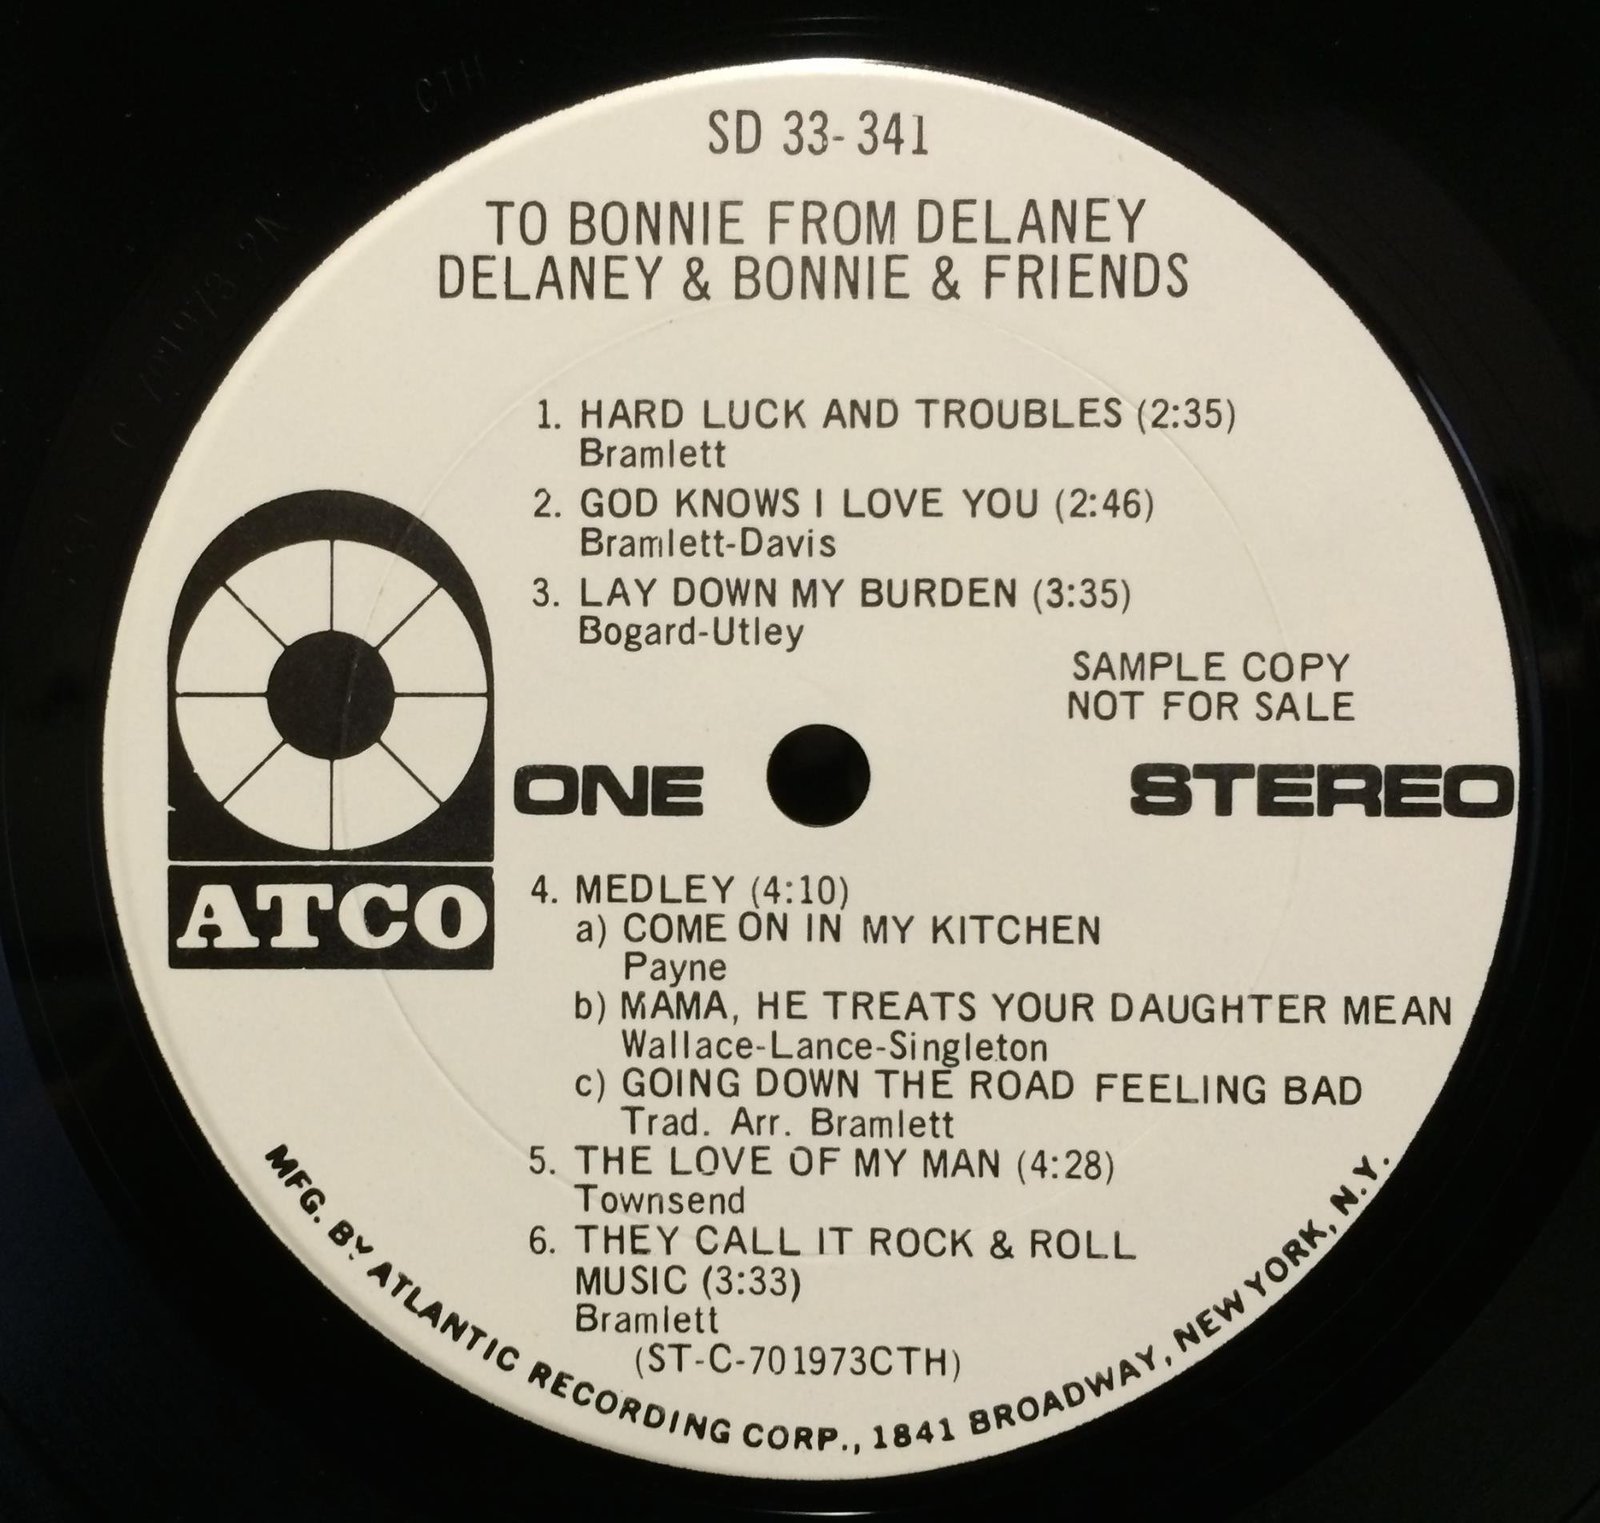 SD 33-341
TO BONNIE FROM DELANEY
DELANEY & BONNIE & FRIENDS
1. HARD LUCK AND TROUBLES (2:35)
Bramlett
2. GOD KNOWS I LOVE YOU (2:46)
Bramlett-Davis
3. LAY DOWN MY BURDEN (3:35)
Bogard-Utley
SAMPLE COPY
NOT FOR SALE
ONE
STEREO
ATCO
4. MEDLEY (4:10)
a) COME ON IN MY KITCHEN
Payne
b) MAMA, HE TREATS YOUR DAUGHTER MEAN
Wallace-Lance-Singleton
c) GOING DOWN THE ROAD FEELING BAD
Trad. Arr. Bramlett
5. THE LOVE OF MY MAN (4:28)
Townsend
6. THEY CALL IT ROCK & ROLL
MUSIC (3:33)
Bramlett
(ST-C-701973CTH)
MFG. BY ATLANTIC RECORDING CORP., 1841 BROADWAY, NEW YORK, N.Y.
CTH